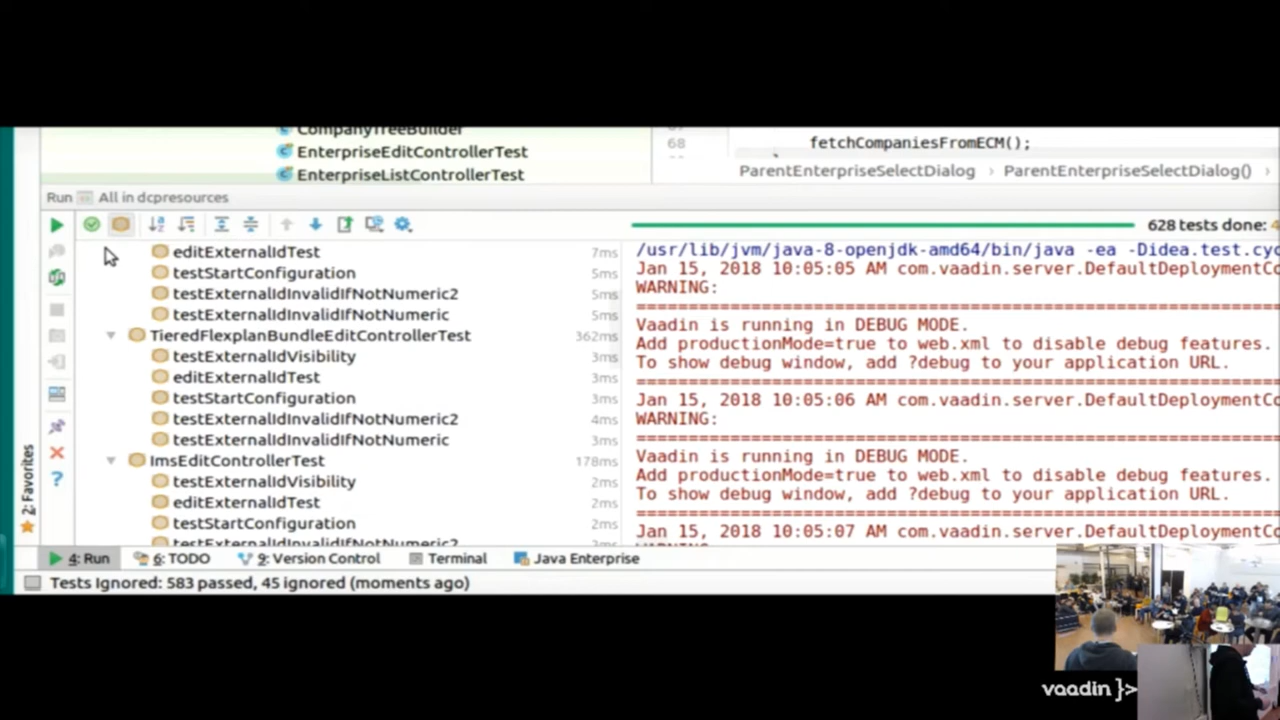 CompanyTreeBuilder
EnterpriseEditControllerTest
EnterpriseListControllerTest
68 fetchCompaniesFromECM();
ParentEnterpriseSelectDialog › ParentEnterpriseSelectDialog() ›
Run All in dcpresources
628 tests done:
editExternalIdTest 7ms
testStartConfiguration 5ms
testExternalIdInvalidIfNotNumeric2 5ms
testExternalIdInvalidIfNotNumeric 5ms
TieredFlexplanBundleEditControllerTest 362ms
testExternalIdVisibility 3ms
editExternalIdTest 3ms
testStartConfiguration 3ms
testExternalIdInvalidIfNotNumeric2 4ms
testExternalIdInvalidIfNotNumeric 3ms
ImsEditControllerTest 178ms
testExternalIdVisibility 2ms
editExternalIdTest 2ms
testStartConfiguration 2ms
testExternalIdInvalidIfNotNumeric2 2ms
/usr/lib/jvm/java-8-openjdk-amd64/bin/java -ea -Didea.test.cyc
Jan 15, 2018 10:05:05 AM com.vaadin.server.DefaultDeploymentCo
WARNING:
=================================================================
Vaadin is running in DEBUG MODE.
Add productionMode=true to web.xml to disable debug features.
To show debug window, add ?debug to your application URL.
=================================================================
Jan 15, 2018 10:05:06 AM com.vaadin.server.DefaultDeploymentCo
WARNING:
=================================================================
Vaadin is running in DEBUG MODE.
Add productionMode=true to web.xml to disable debug features.
To show debug window, add ?debug to your application URL.
=================================================================
Jan 15, 2018 10:05:07 AM com.vaadin.server.DefaultDeploymentCo
2: Favorites
4: Run 6: TODO 9: Version Control Terminal Java Enterprise
Tests Ignored: 583 passed, 45 ignored (moments ago)
vaadin }>